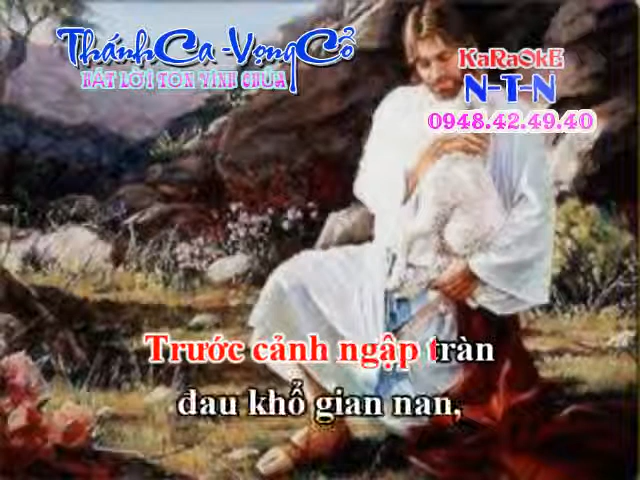 Thánh Ca - Vọng Cổ
HÁT LỜI TÔN VINH CHÚA
KaRaOkE
N-T-N
0948.42.49.40
Trước cảnh ngập tràn
đau khổ gian nan,